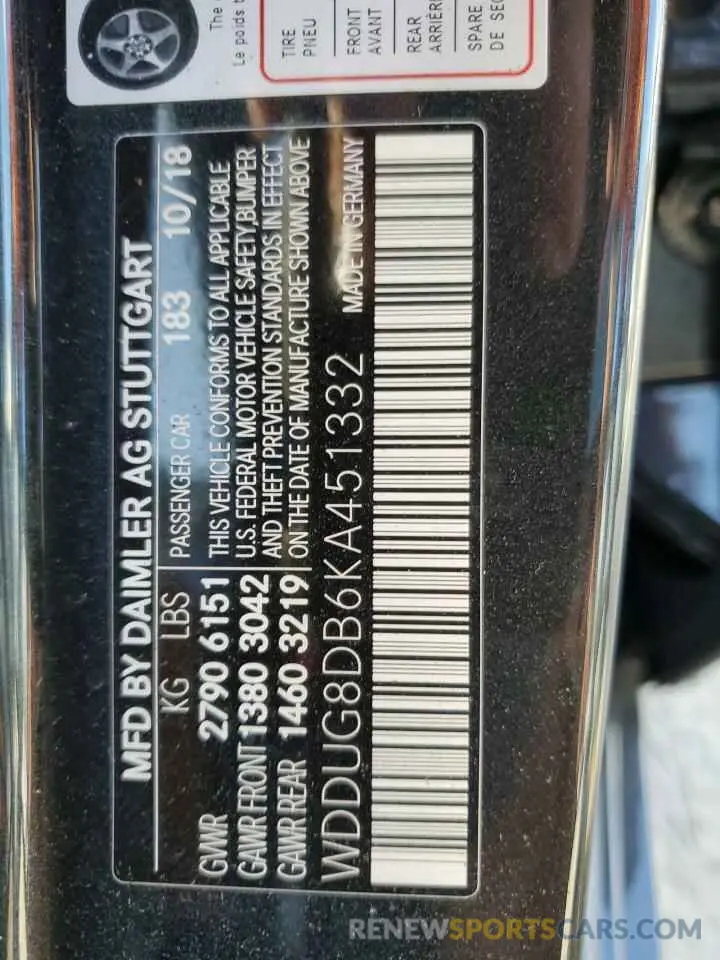 The
Le poids
TIRE
PNEU
FRONT
AVANT
REAR
SPARE
MFD BY DAIMLER AG STUTTGART
KG LBS PASSENGER CAR 183 10/18
GVWR 2790 6151 THIS VEHICLE CONFORMS TO ALL APPLICABLE
GAWR FRONT 1380 3042 U.S. FEDERAL MOTOR VEHICLE SAFETY, BUMPER
GAWR REAR 1460 3219 AND THEFT PREVENTION STANDARDS IN EFFECT
ON THE DATE OF MANUFACTURE SHOWN ABOVE
WDDUG8DB6KA451332 MADE IN GERMANY
RENEWSPORTSCARS.COM